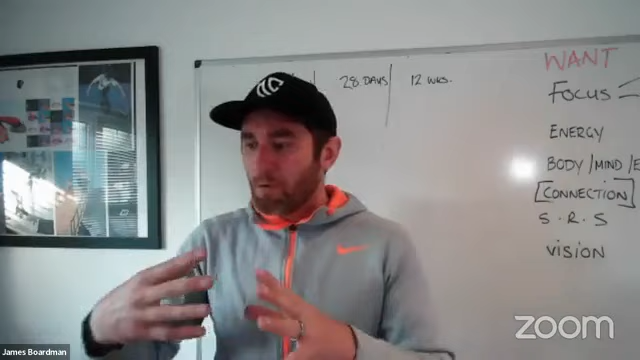 28 DAYS | 12 WKS.
WANT
FOCUS
ENERGY
BODY/MIND/E
[CONNECTION]
S.R.S
VISION
James Boardman
zoom